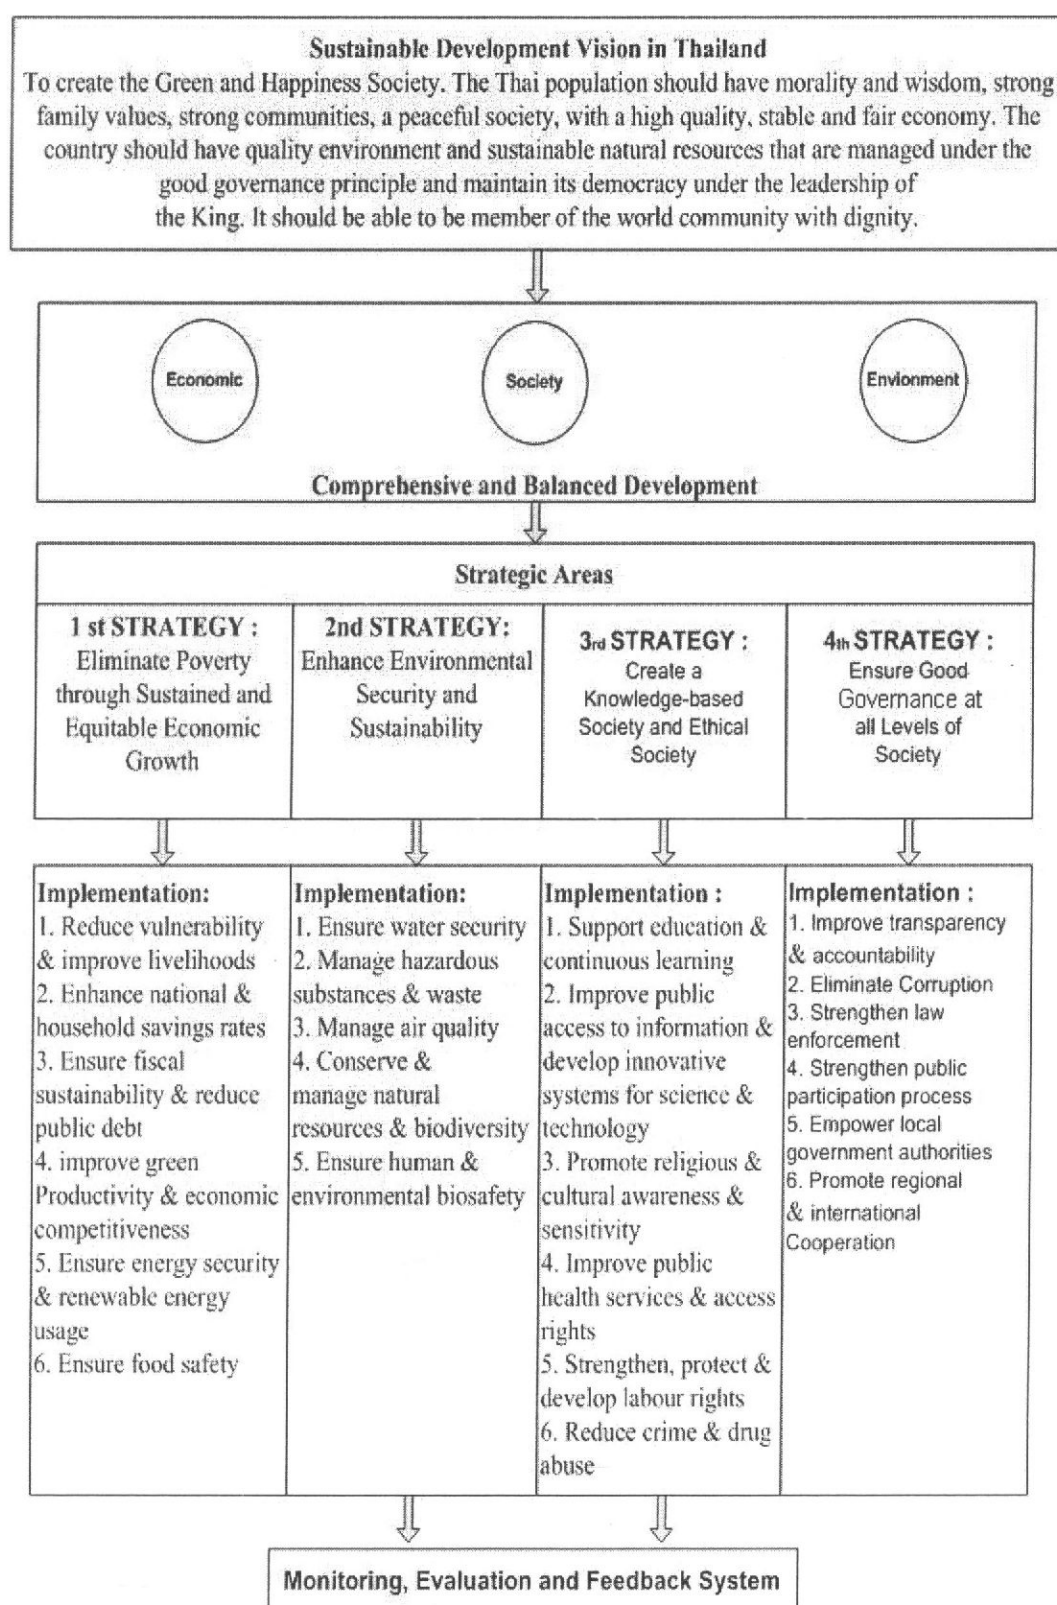 Sustainable Development Vision in Thailand
To create the Green and Happiness Society. The Thai population should have morality and wisdom, strong
family values, strong communities, a peaceful society, with a high quality, stable and fair economy. The
country should have quality environment and sustainable natural resources that are managed under the
good governance principle and maintain its democracy under the leadership of
the King. It should be able to be member of the world community with dignity.
Economic
Society
Envionment
Comprehensive and Balanced Development
Strategic Areas
1 st STRATEGY :
Eliminate Poverty
through Sustained and
Equitable Economic
Growth
2nd STRATEGY:
Enhance Environmental
Security and
Sustainability
3rd STRATEGY :
Create a
Knowledge-based
Society and Ethical
Society
4th STRATEGY :
Ensure Good
Governance at
all Levels of
Society
Implementation:
1. Reduce vulnerability
& improve livelihoods
2. Enhance national &
household savings rates
3. Ensure fiscal
sustainability & reduce
public debt
4. improve green
Productivity & economic
competitiveness
5. Ensure energy security
& renewable energy
usage
6. Ensure food safety
Implementation:
1. Ensure water security
2. Manage hazardous
substances & waste
3. Manage air quality
4. Conserve &
manage natural
resources & biodiversity
5. Ensure human &
environmental biosafety
Implementation :
1. Support education &
continuous learning
2. Improve public
access to information &
develop innovative
systems for science &
technology
3. Promote religious &
cultural awareness &
sensitivity
4. Improve public
health services & access
rights
5. Strengthen, protect &
develop labour rights
6. Reduce crime & drug
abuse
Implementation :
1. Improve transparency
& accountability
2. Eliminate Corruption
3. Strengthen law
enforcement
4. Strengthen public
participation process
5. Empower local
government authorities
6. Promote regional
& international
Cooperation
Monitoring, Evaluation and Feedback System